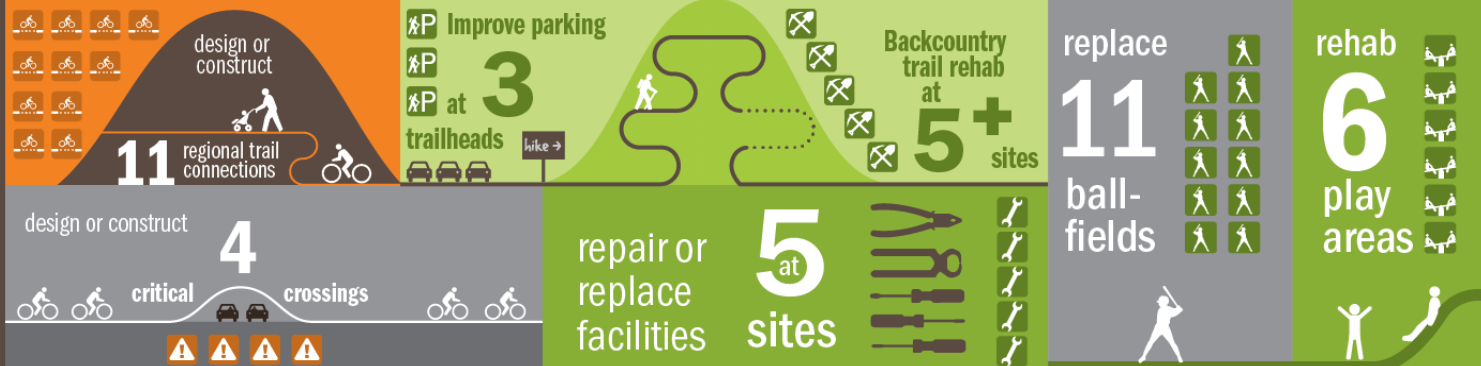 design or
construct
11 regional trail
connections
P Improve parking
P
P at 3
trailheads
hike →
Backcountry
trail rehab
at
5+
sites
design or construct
4
critical crossings
repair or
replace
facilities
5
at
sites
replace
11
ball-
fields
rehab
6
play
areas